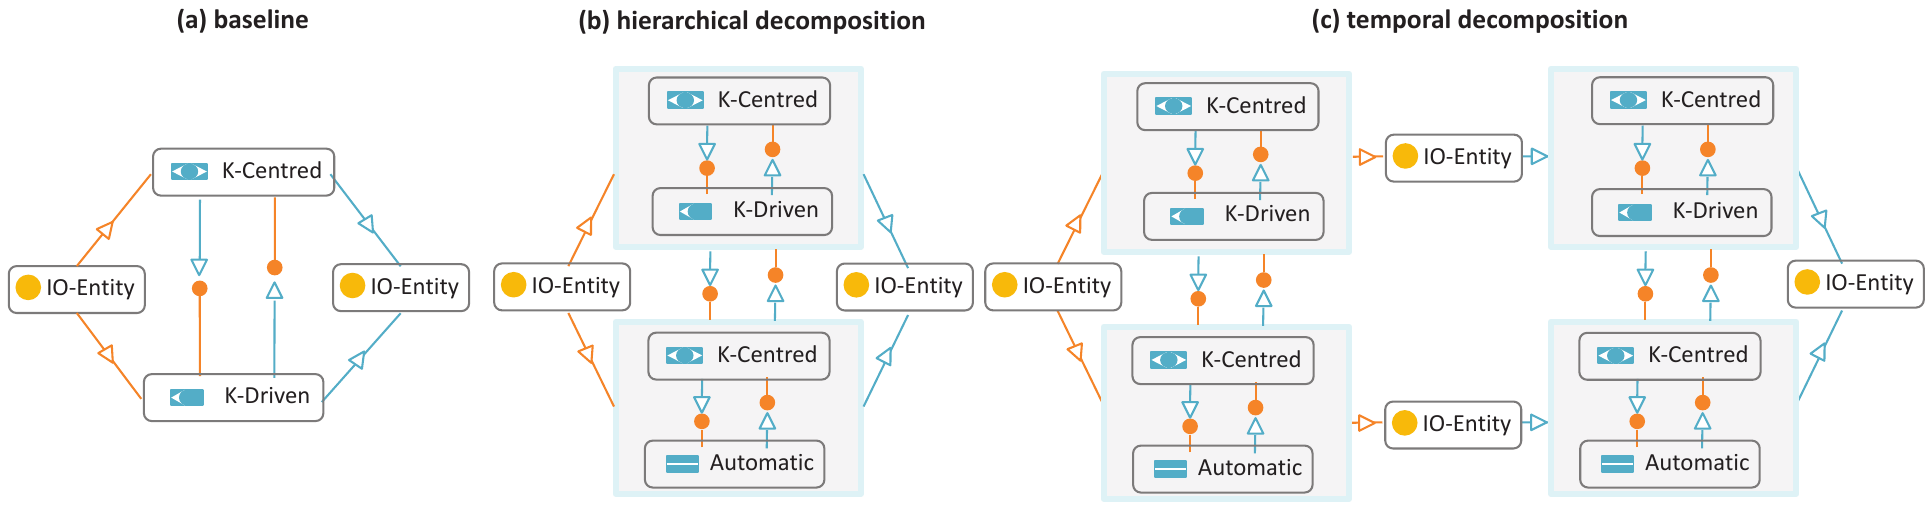 (a) baseline
K-Centred
IO-Entity
IO-Entity
K-Driven
(b) hierarchical decomposition
K-Centred
K-Driven
IO-Entity
IO-Entity
K-Centred
Automatic
(c) temporal decomposition
K-Centred
K-Driven
IO-Entity
K-Centred
K-Driven
IO-Entity
IO-Entity
K-Centred
Automatic
IO-Entity
K-Centred
Automatic